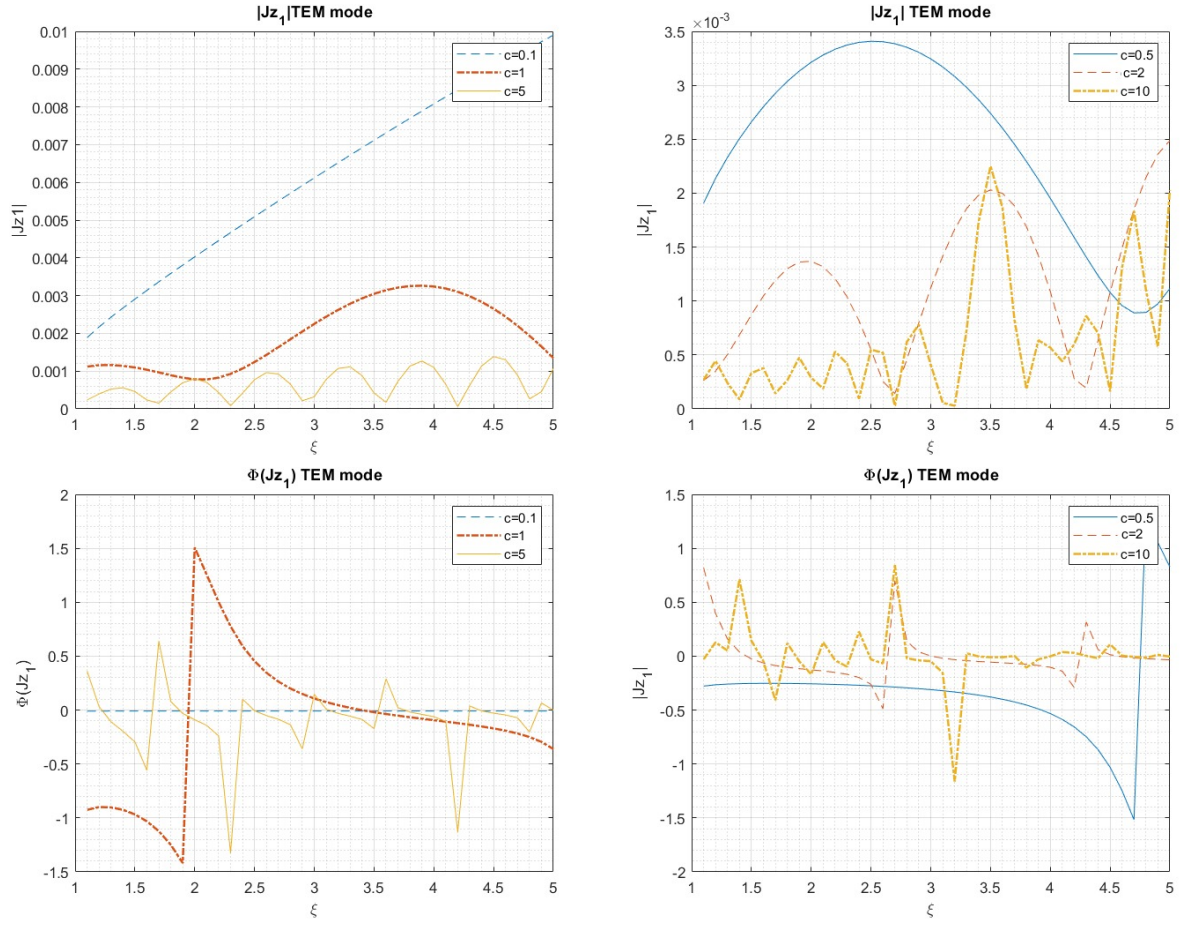 |Jz₁|TEM mode
0.01
0.009
0.008
0.007
0.006
0.005
0.004
0.003
0.002
0.001
0
|Jz1|
c=0.1
c=1
c=5
1 1.5 2 2.5 3 3.5 4 4.5 5
ξ
|Jz₁| TEM mode
×10⁻³
3.5
3
2.5
2
1.5
1
0.5
0
|Jz₁|
c=0.5
c=2
c=10
1 1.5 2 2.5 3 3.5 4 4.5 5
ξ
Φ(Jz₁) TEM mode
2
1.5
1
0.5
0
-0.5
-1
-1.5
Φ(Jz₁)
c=0.1
c=1
c=5
1 1.5 2 2.5 3 3.5 4 4.5 5
ξ
Φ(Jz₁) TEM mode
1.5
1
0.5
0
-0.5
-1
-1.5
-2
|Jz₁|
c=0.5
c=2
c=10
1 1.5 2 2.5 3 3.5 4 4.5 5
ξ